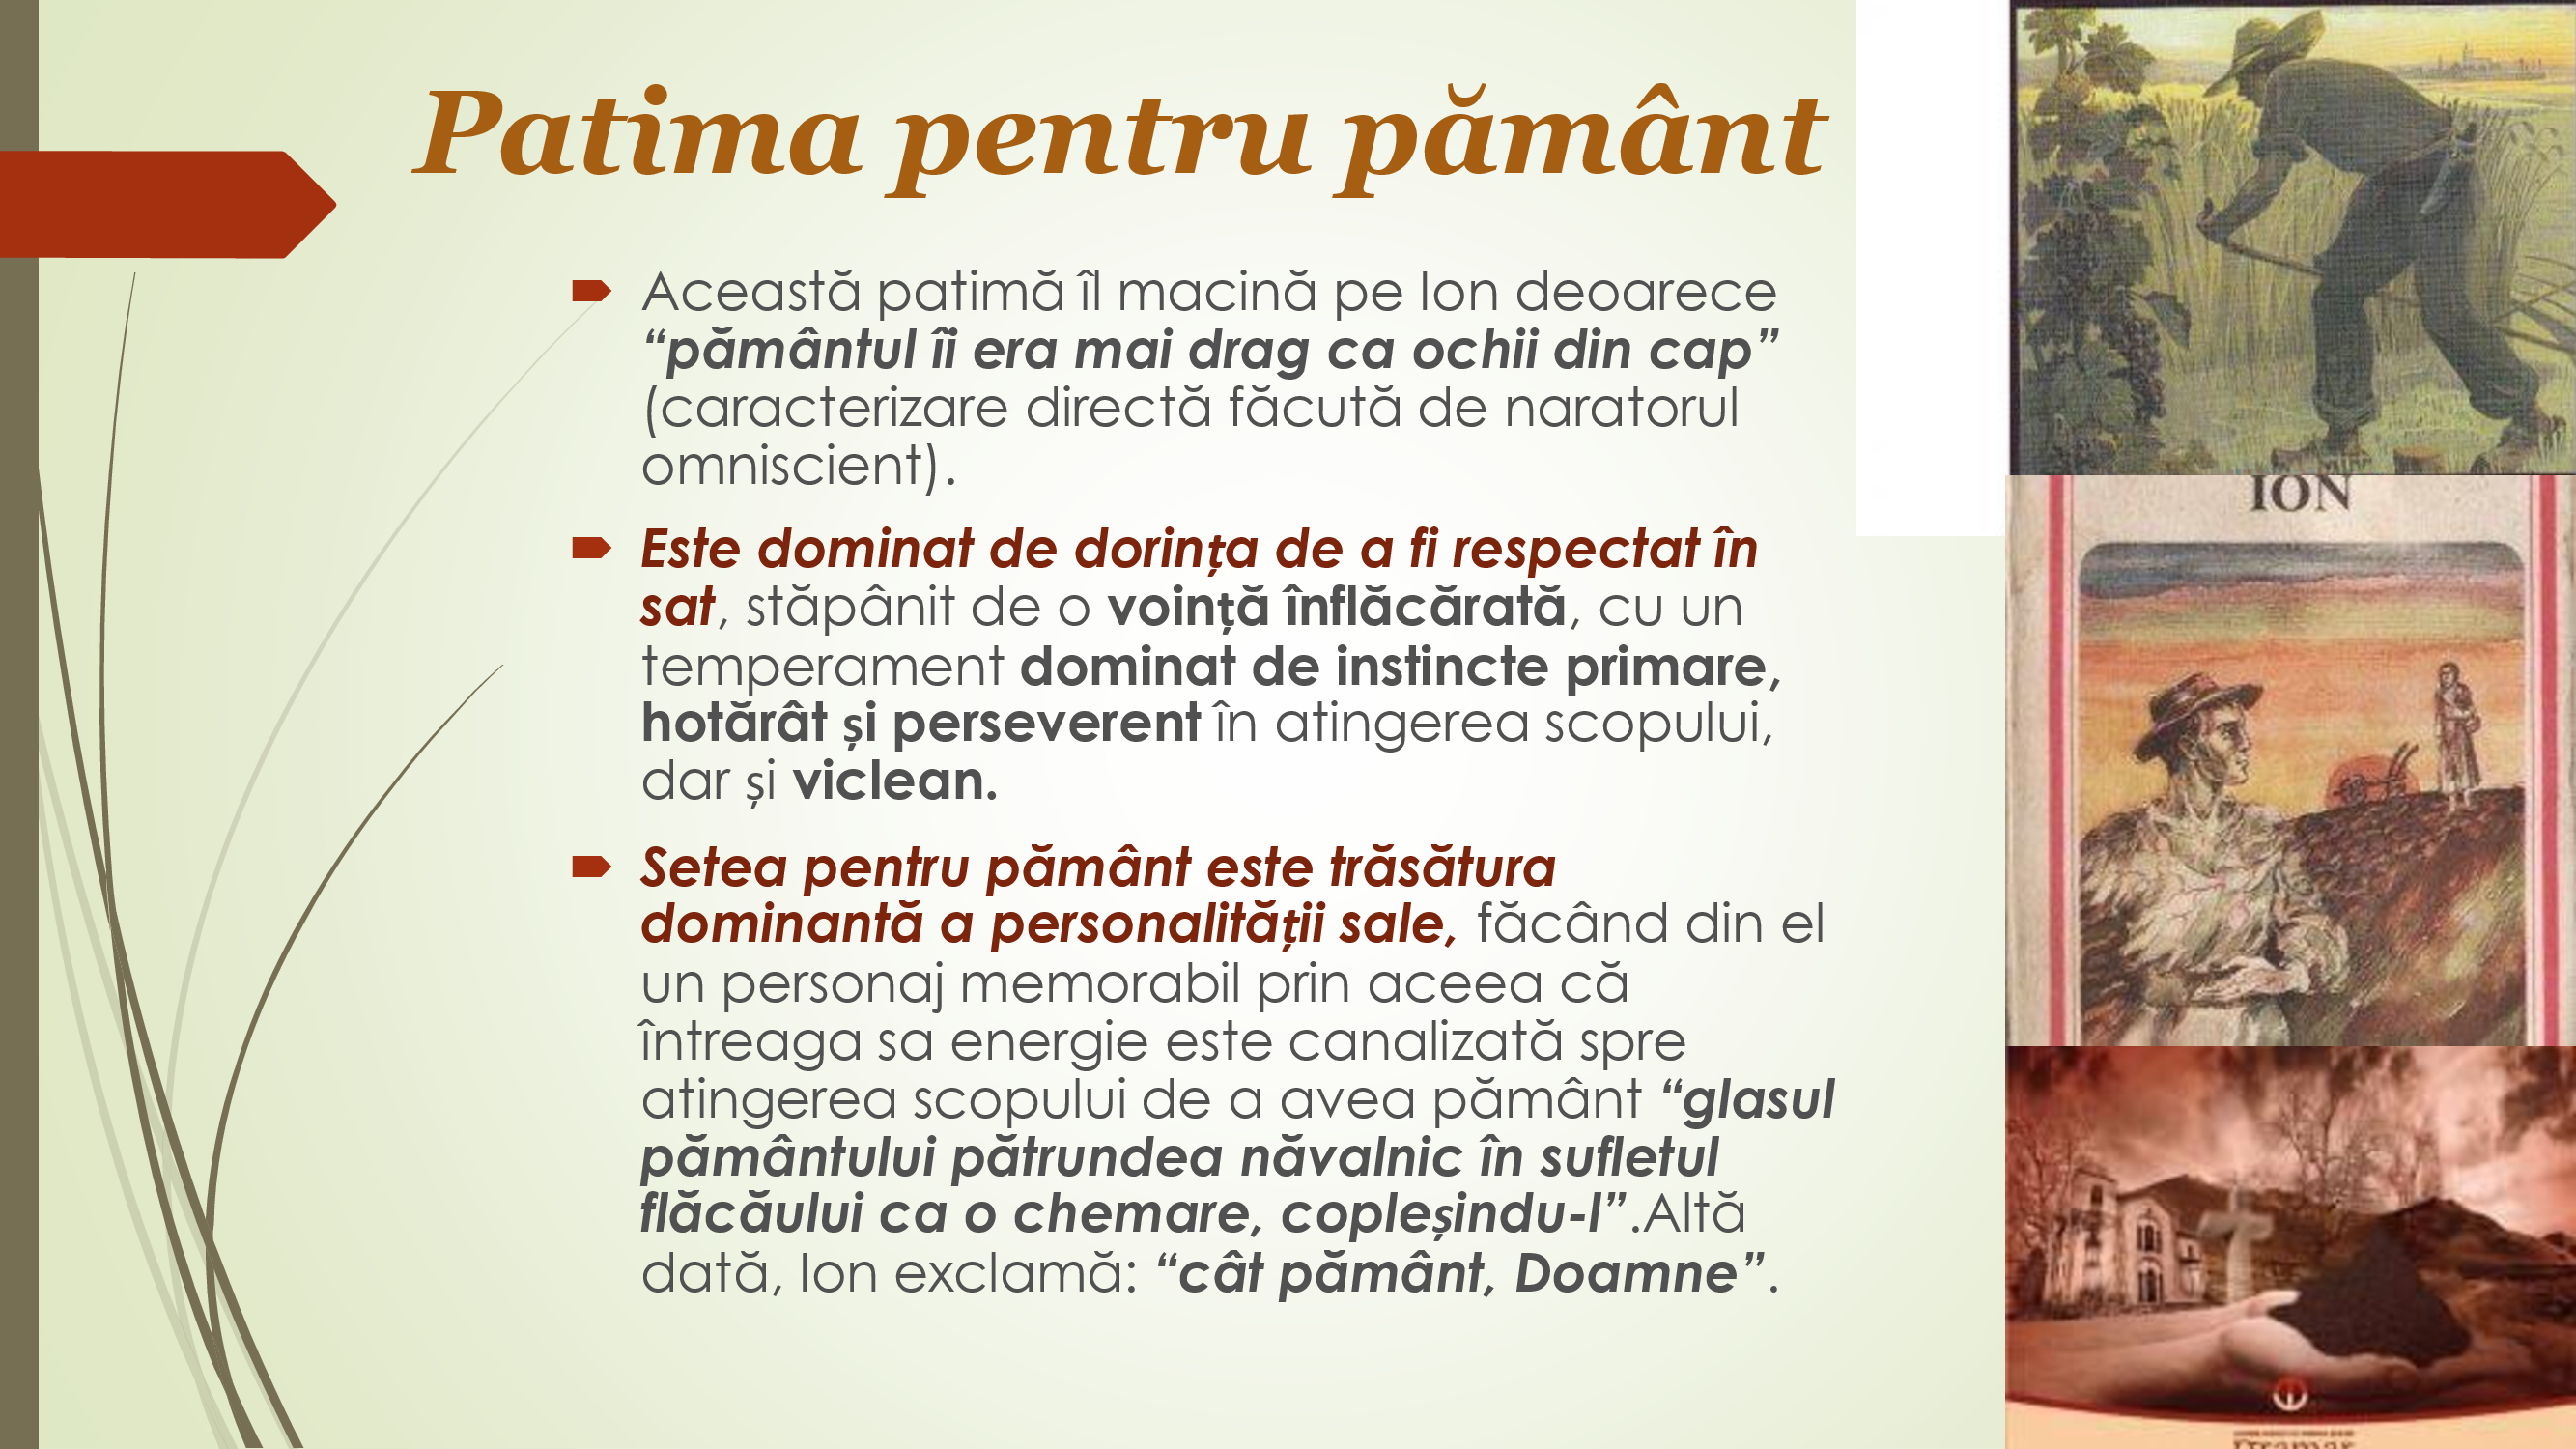 Patima pentru pământ
Această patimă îl macină pe Ion deoarece
“pământul îi era mai drag ca ochii din cap”
(caracterizare directă făcută de naratorul
omniscient).
Este dominat de dorința de a fi respectat în
sat, stăpânit de o voință înflăcărată, cu un
temperament dominat de instincte primare,
hotărât și perseverent în atingerea scopului,
dar și viclean.
Setea pentru pământ este trăsătura
dominantă a personalității sale, făcând din el
un personaj memorabil prin aceea că
întreaga sa energie este canalizată spre
atingerea scopului de a avea pământ “glasul
pământului pătrundea năvalnic în sufletul
flăcăului ca o chemare, copleșindu-l”.Altă
dată, Ion exclamă: “cât pământ, Doamne”.
ION